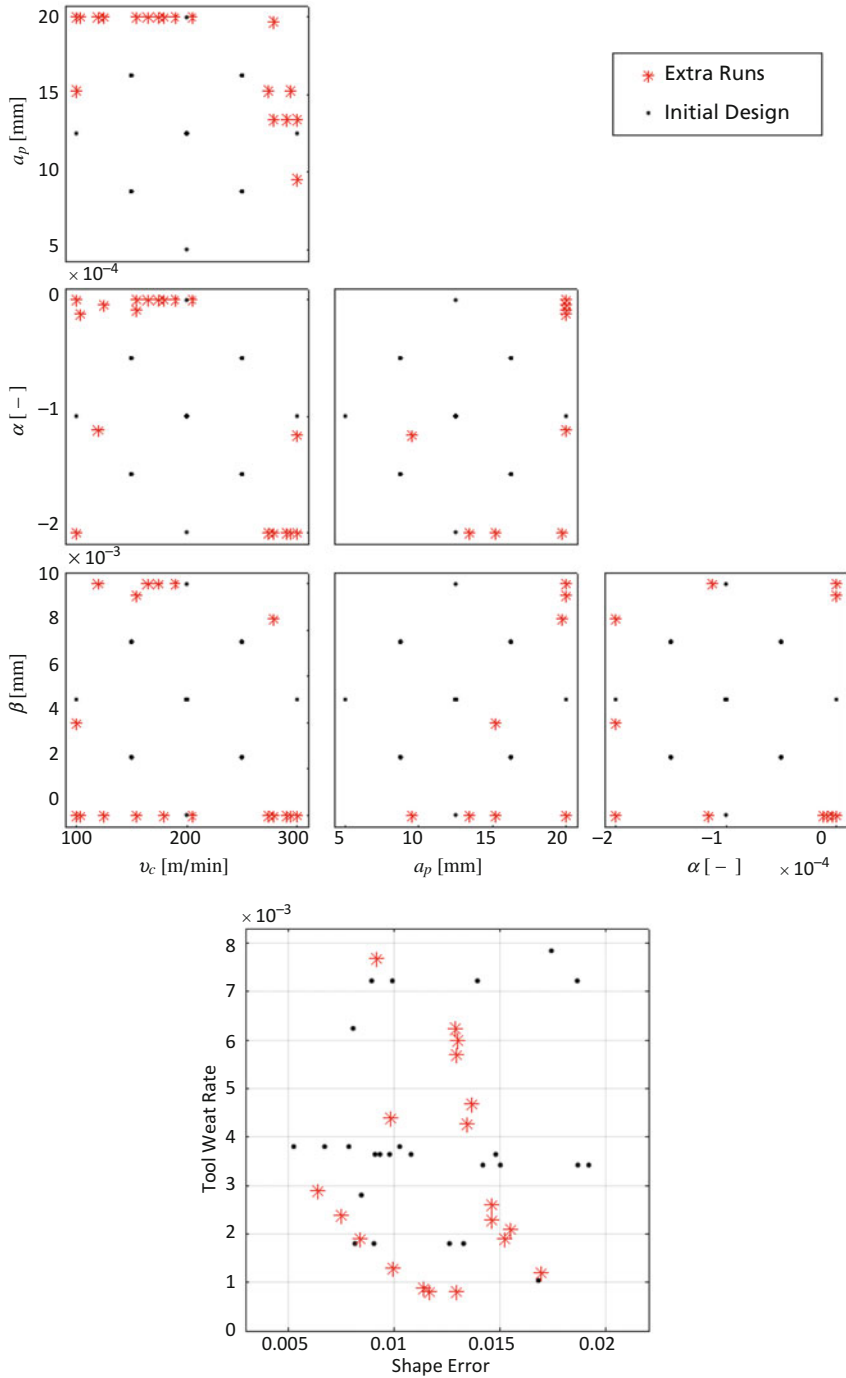 20
15
10
5
a_p [mm]
Extra Runs
Initial Design
× 10⁻⁴
0
−1
−2
α [ − ]
× 10⁻³
10
8
6
4
2
0
β [mm]
100 200 300
υ_c [m/min]
5 10 15 20
a_p [mm]
−2 −1 0
α [ − ] × 10⁻⁴
× 10⁻³
8
7
6
5
4
3
2
1
0
Tool Weat Rate
0.005 0.01 0.015 0.02
Shape Error